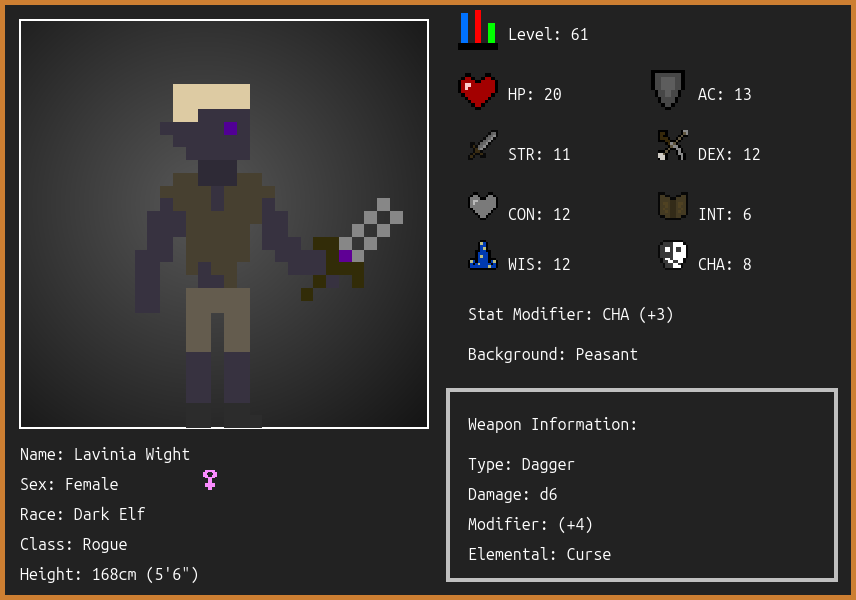 Level: 61
HP: 20
AC: 13
STR: 11
DEX: 12
CON: 12
INT: 6
WIS: 12
CHA: 8
Stat Modifier: CHA (+3)
Background: Peasant
Weapon Information:
Type: Dagger
Damage: d6
Modifier: (+4)
Elemental: Curse
Name: Lavinia Wight
Sex: Female
Race: Dark Elf
Class: Rogue
Height: 168cm (5'6")